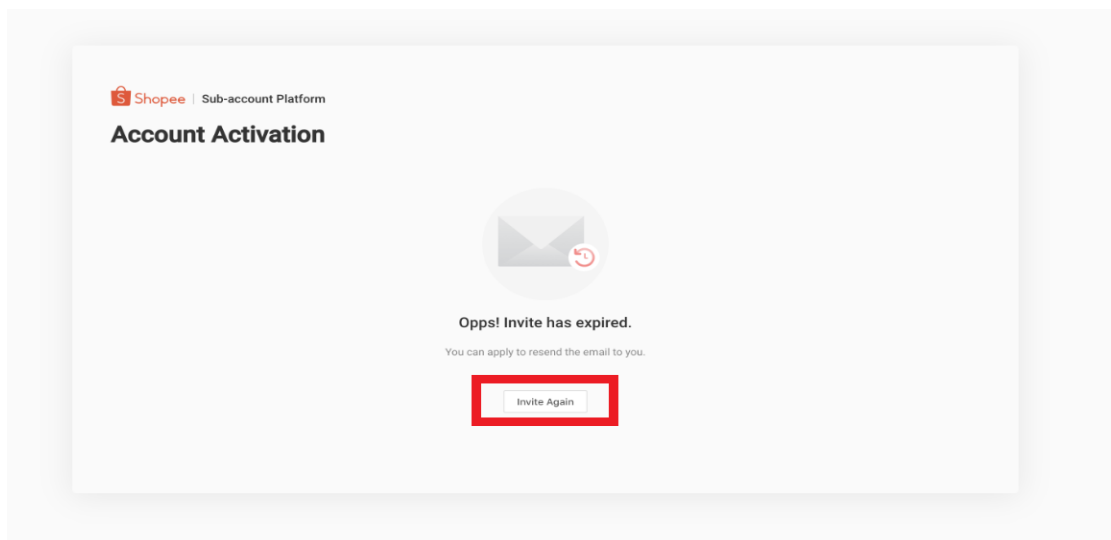 Shopee | Sub-account Platform
Account Activation
Opps! Invite has expired.
You can apply to resend the email to you.
Invite Again